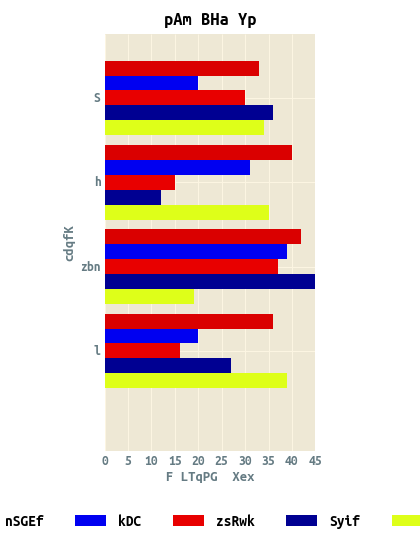 pAm BHa Yp
S
h
zbn
l
cdqfK
0 5 10 15 20 25 30 35 40 45
F LTqPG Xex
nSGEf kDC zsRwk Syif